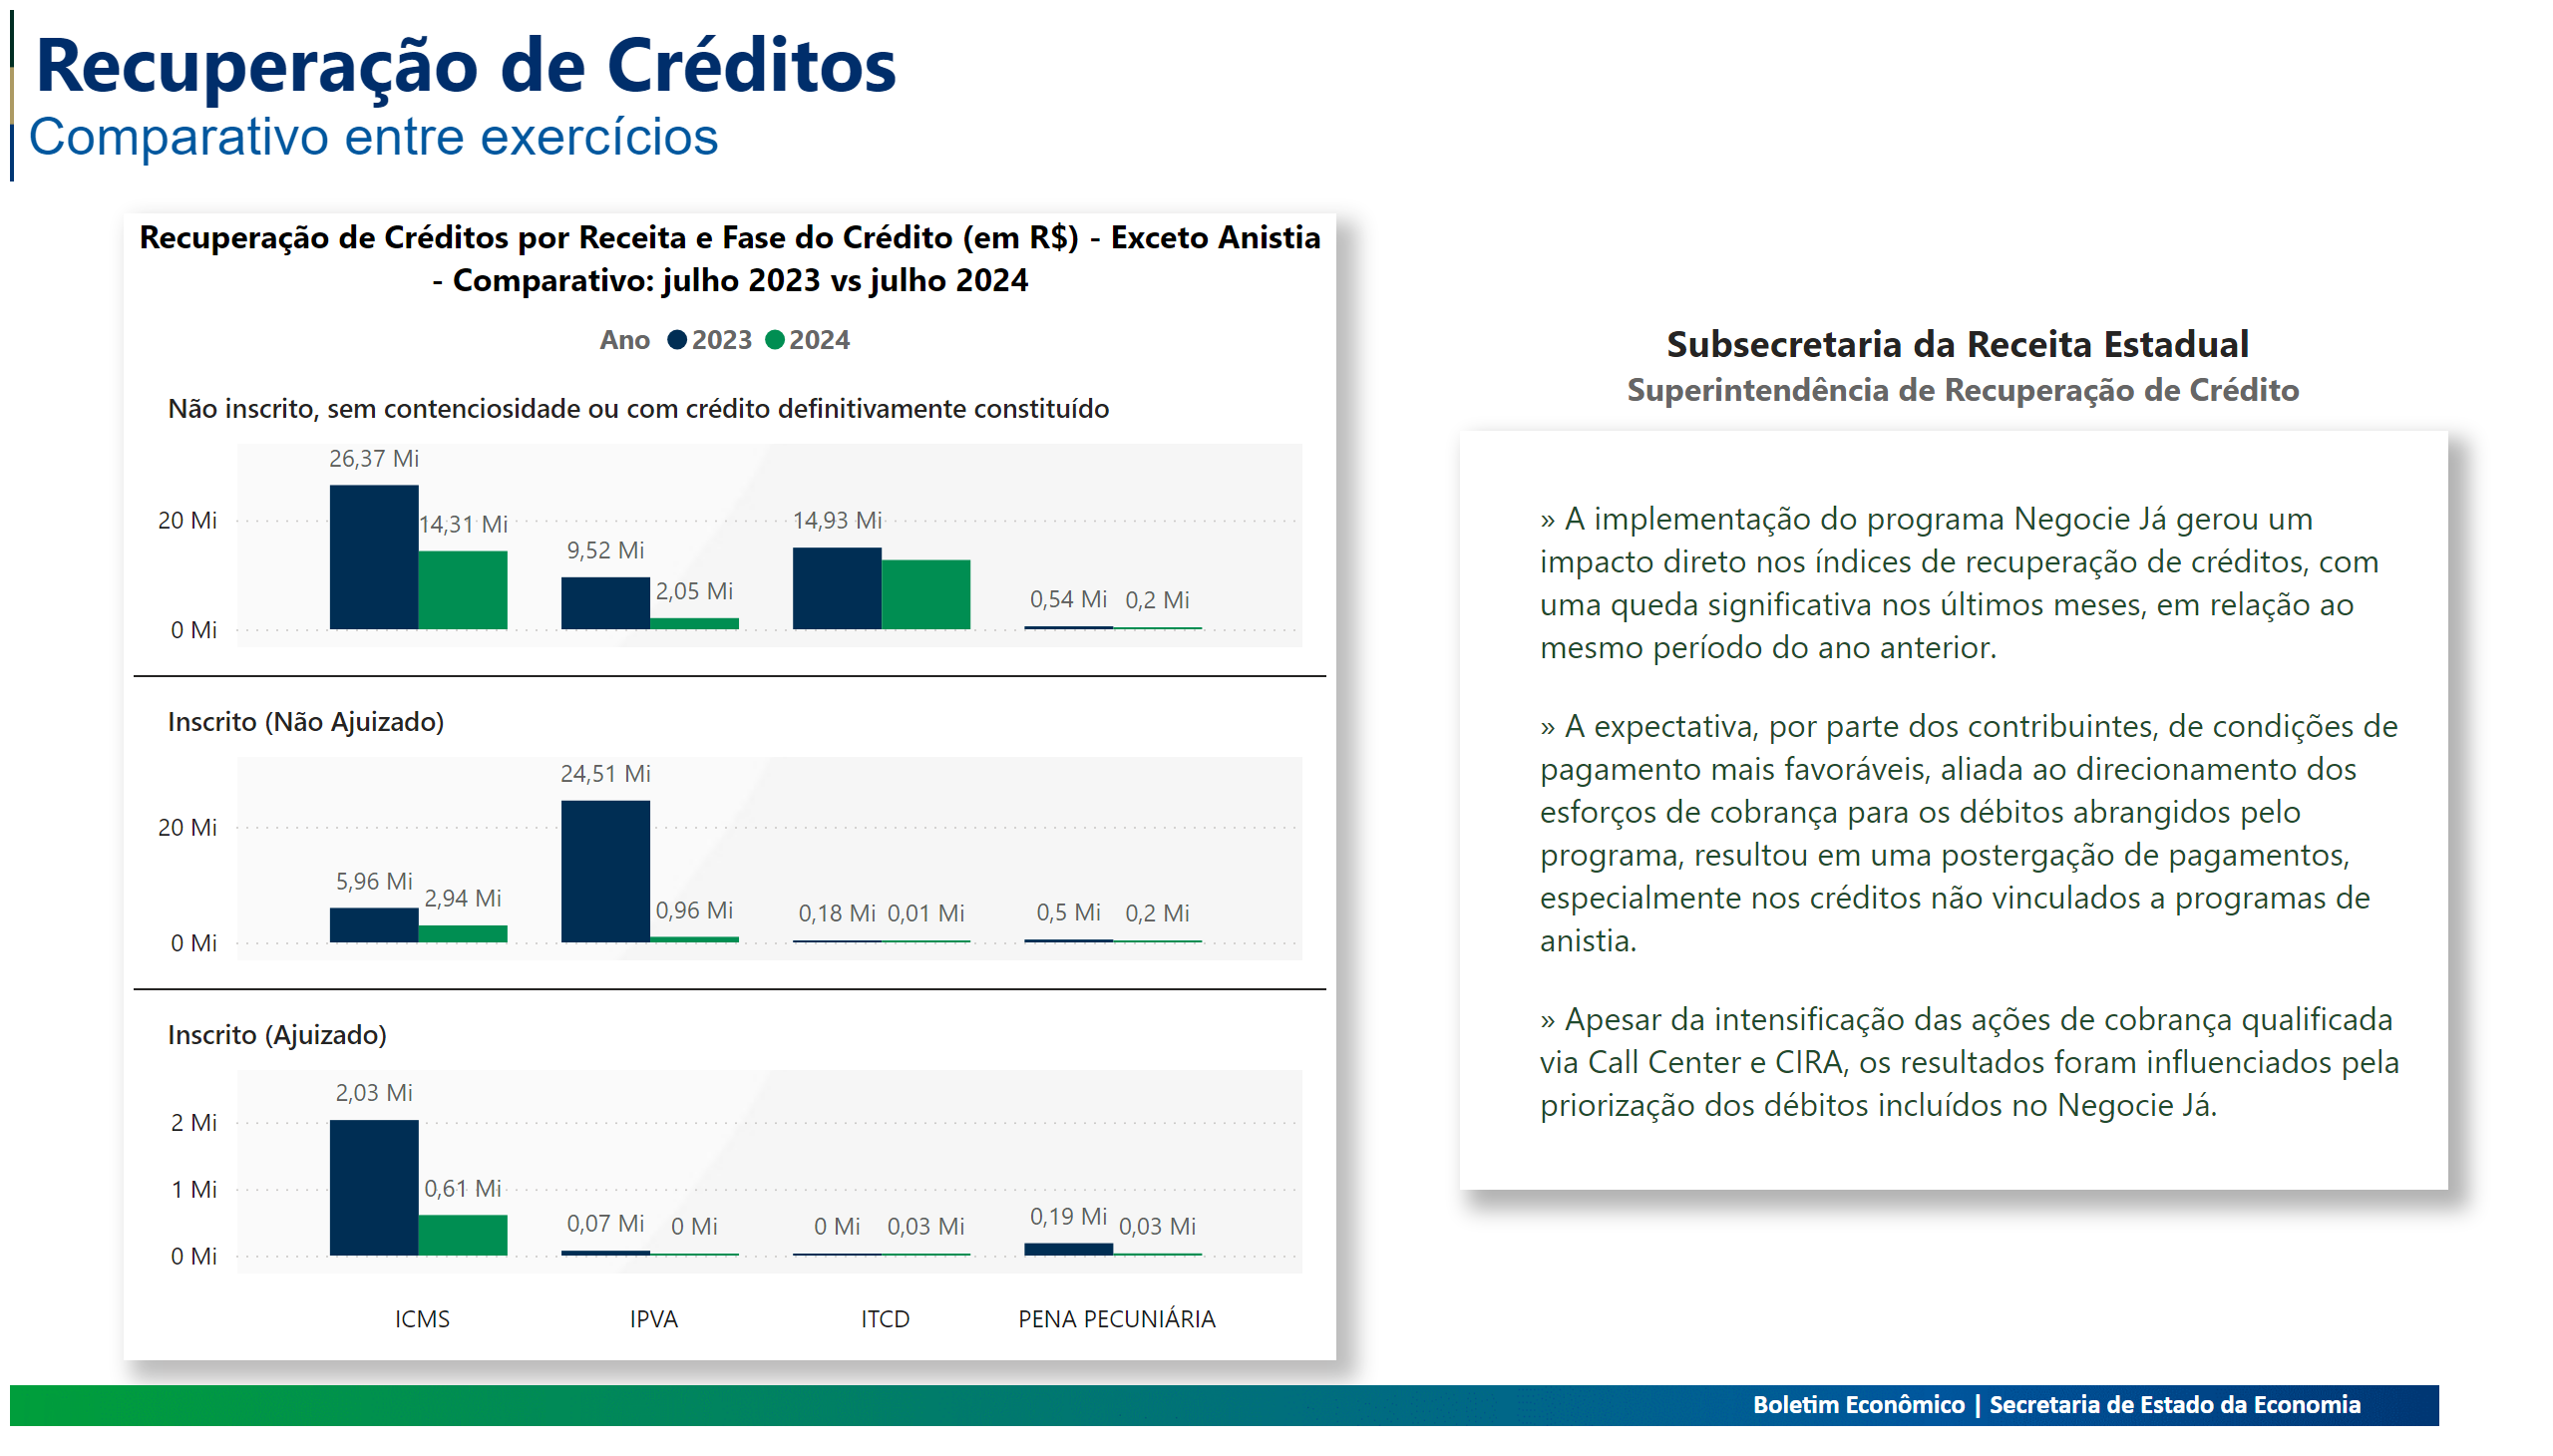 Recuperação de Créditos
Comparativo entre exercícios
Recuperação de Créditos por Receita e Fase do Crédito (em R$) - Exceto Anistia
- Comparativo: julho 2023 vs julho 2024
Ano 2023 2024
Não inscrito, sem contenciosidade ou com crédito definitivamente constituído
26,37 Mi
20 Mi
14,31 Mi
9,52 Mi
2,05 Mi
14,93 Mi
0,54 Mi
0,2 Mi
0 Mi
Inscrito (Não Ajuizado)
24,51 Mi
20 Mi
5,96 Mi
2,94 Mi
0,96 Mi
0,18 Mi
0,01 Mi
0,5 Mi
0,2 Mi
0 Mi
Inscrito (Ajuizado)
2,03 Mi
2 Mi
1 Mi
0,61 Mi
0,07 Mi
0 Mi
0 Mi
0,03 Mi
0,19 Mi
0,03 Mi
0 Mi
ICMS
IPVA
ITCD
PENA PECUNIÁRIA
Subsecretaria da Receita Estadual
Superintendência de Recuperação de Crédito
» A implementação do programa Negocie Já gerou um
impacto direto nos índices de recuperação de créditos, com
uma queda significativa nos últimos meses, em relação ao
mesmo período do ano anterior.
» A expectativa, por parte dos contribuintes, de condições de
pagamento mais favoráveis, aliada ao direcionamento dos
esforços de cobrança para os débitos abrangidos pelo
programa, resultou em uma postergação de pagamentos,
especialmente nos créditos não vinculados a programas de
anistia.
» Apesar da intensificação das ações de cobrança qualificada
via Call Center e CIRA, os resultados foram influenciados pela
priorização dos débitos incluídos no Negocie Já.
Boletim Econômico | Secretaria de Estado da Economia